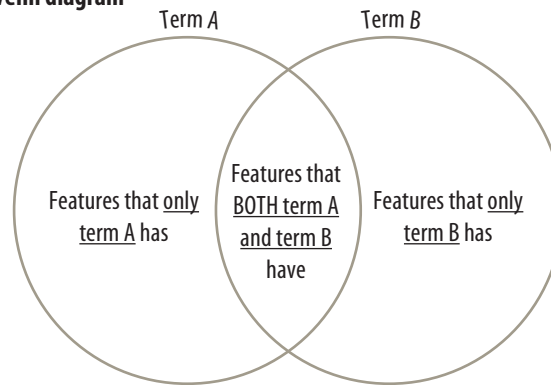 Venn diagram
Term A
Term B
Features that only
term A has
Features that
BOTH term A
and term B
have
Features that only
term B has